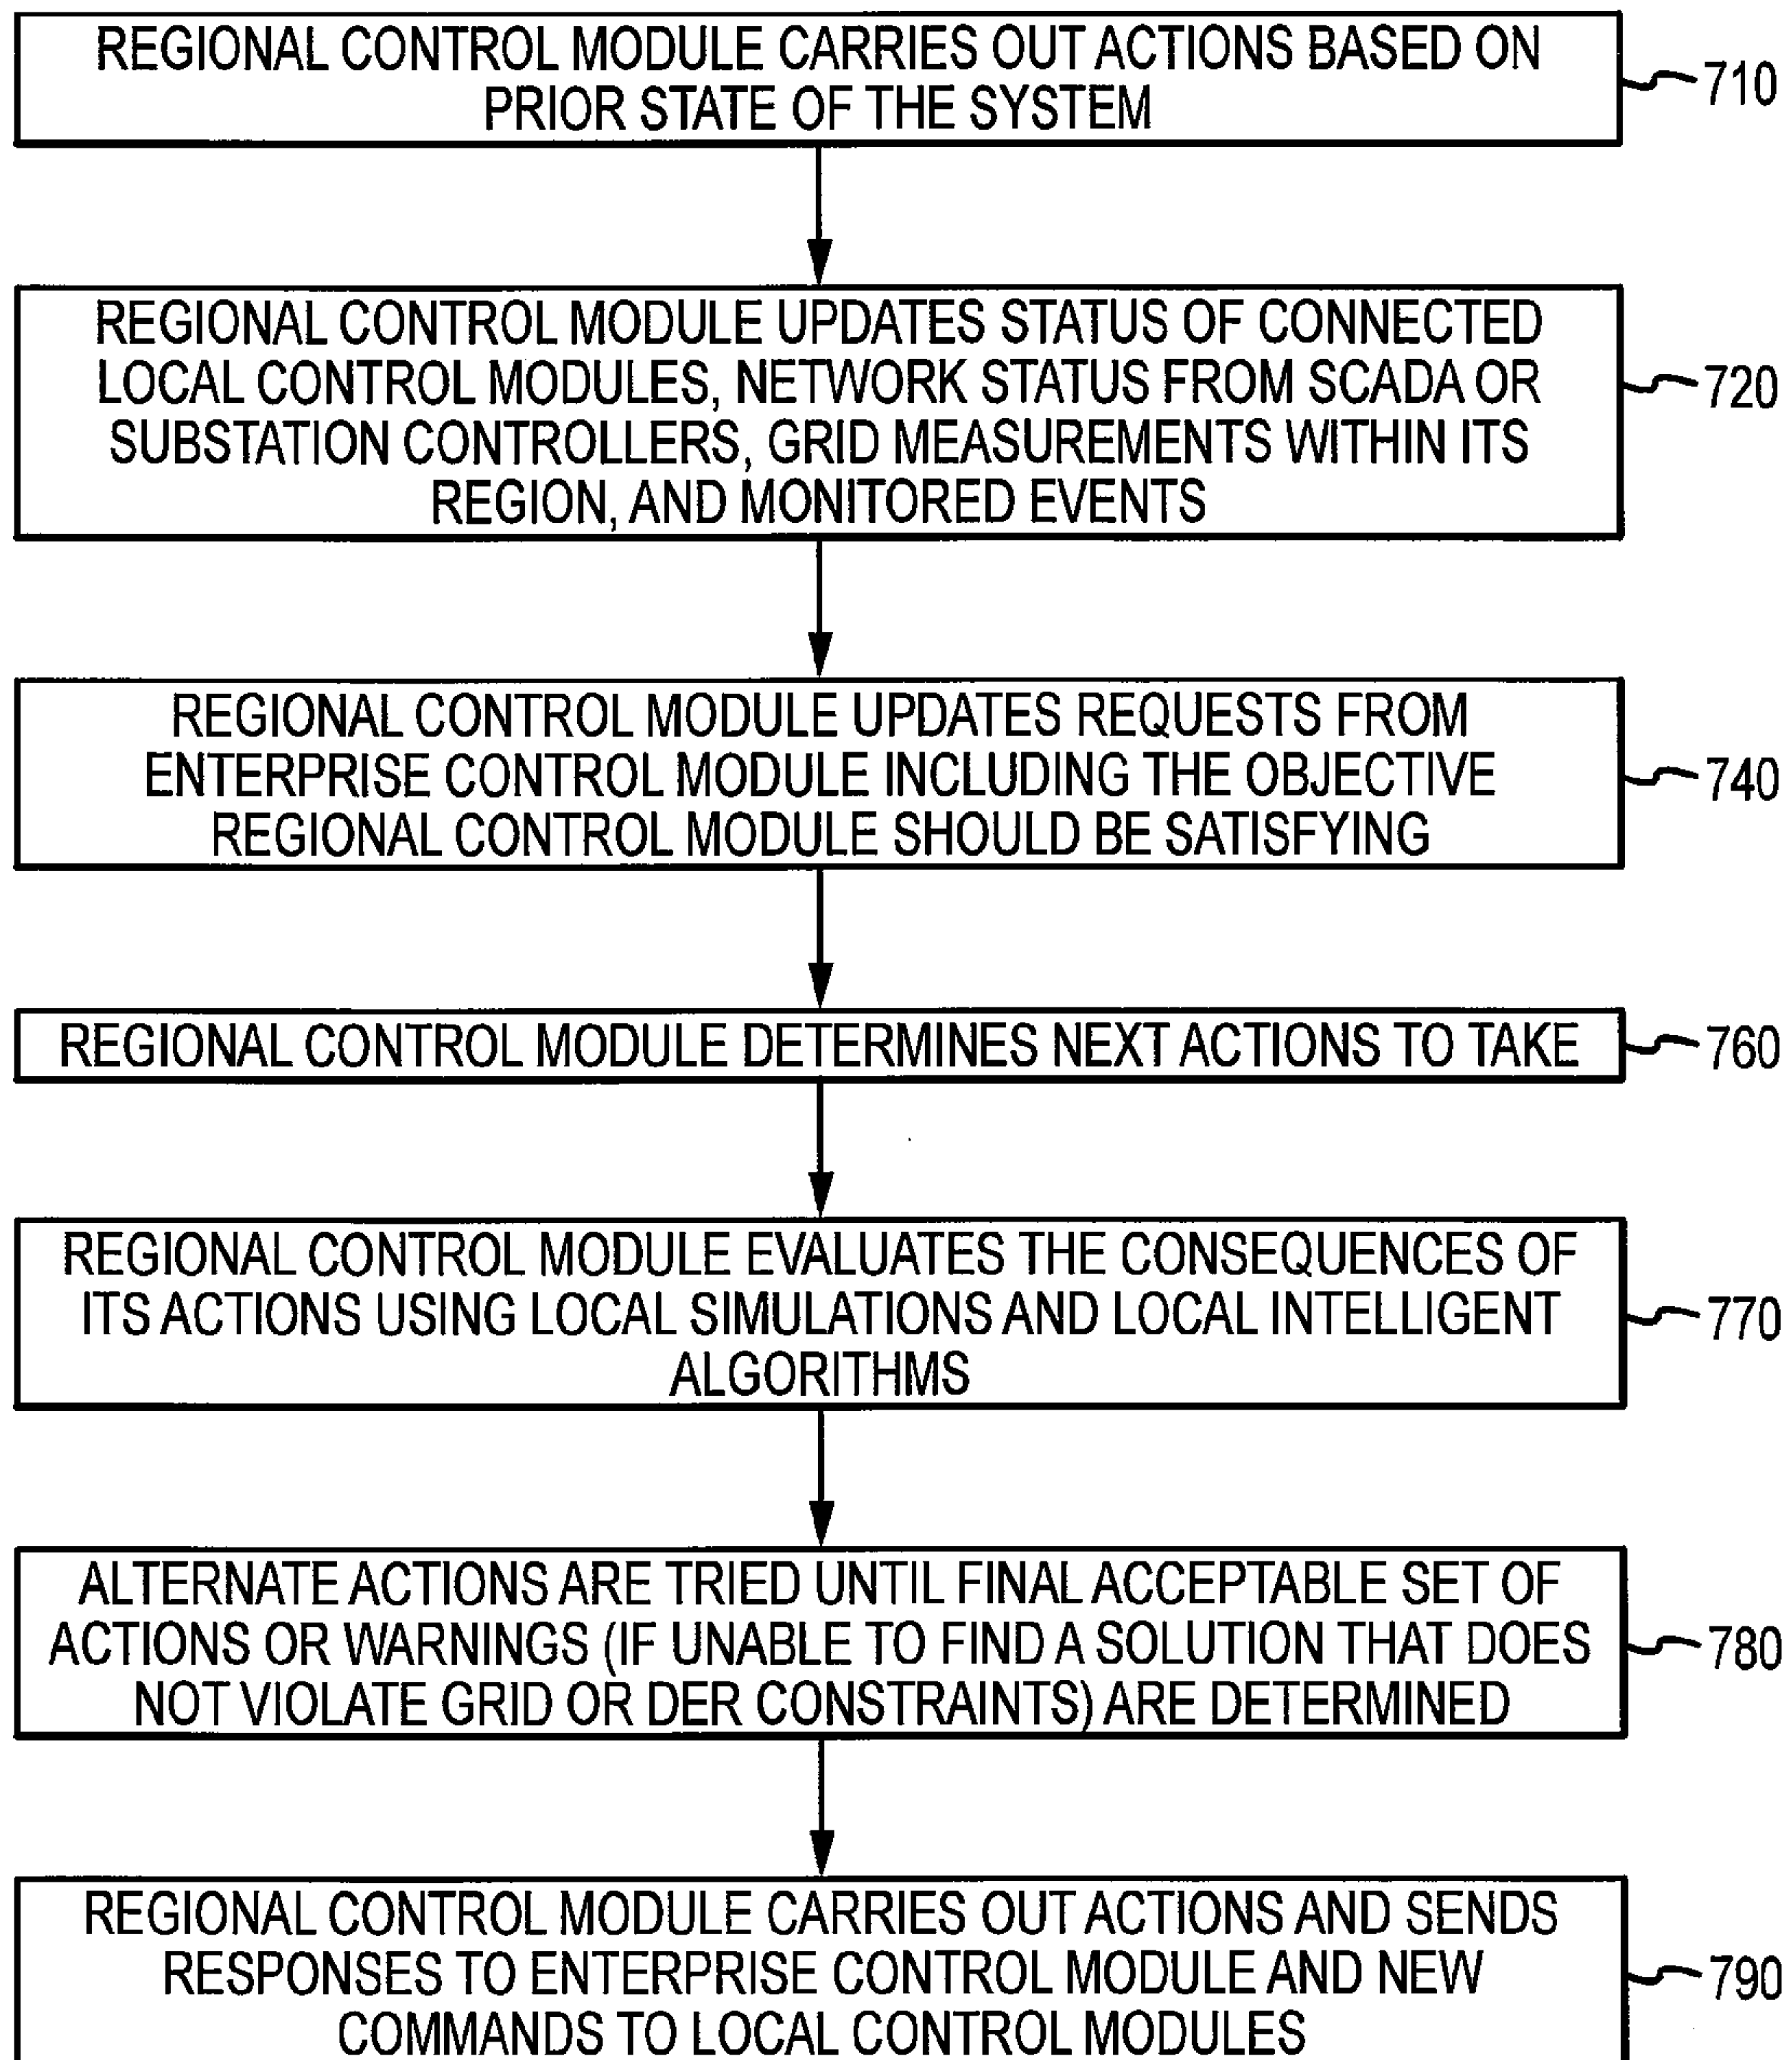 REGIONAL CONTROL MODULE CARRIES OUT ACTIONS BASED ON
PRIOR STATE OF THE SYSTEM
710
REGIONAL CONTROL MODULE UPDATES STATUS OF CONNECTED
LOCAL CONTROL MODULES, NETWORK STATUS FROM SCADA OR
SUBSTATION CONTROLLERS, GRID MEASUREMENTS WITHIN ITS
REGION, AND MONITORED EVENTS
720
REGIONAL CONTROL MODULE UPDATES REQUESTS FROM
ENTERPRISE CONTROL MODULE INCLUDING THE OBJECTIVE
REGIONAL CONTROL MODULE SHOULD BE SATISFYING
740
REGIONAL CONTROL MODULE DETERMINES NEXT ACTIONS TO TAKE
760
REGIONAL CONTROL MODULE EVALUATES THE CONSEQUENCES OF
ITS ACTIONS USING LOCAL SIMULATIONS AND LOCAL INTELLIGENT
ALGORITHMS
770
ALTERNATE ACTIONS ARE TRIED UNTIL FINAL ACCEPTABLE SET OF
ACTIONS OR WARNINGS (IF UNABLE TO FIND A SOLUTION THAT DOES
NOT VIOLATE GRID OR DER CONSTRAINTS) ARE DETERMINED
780
REGIONAL CONTROL MODULE CARRIES OUT ACTIONS AND SENDS
RESPONSES TO ENTERPRISE CONTROL MODULE AND NEW
COMMANDS TO LOCAL CONTROL MODULES
790